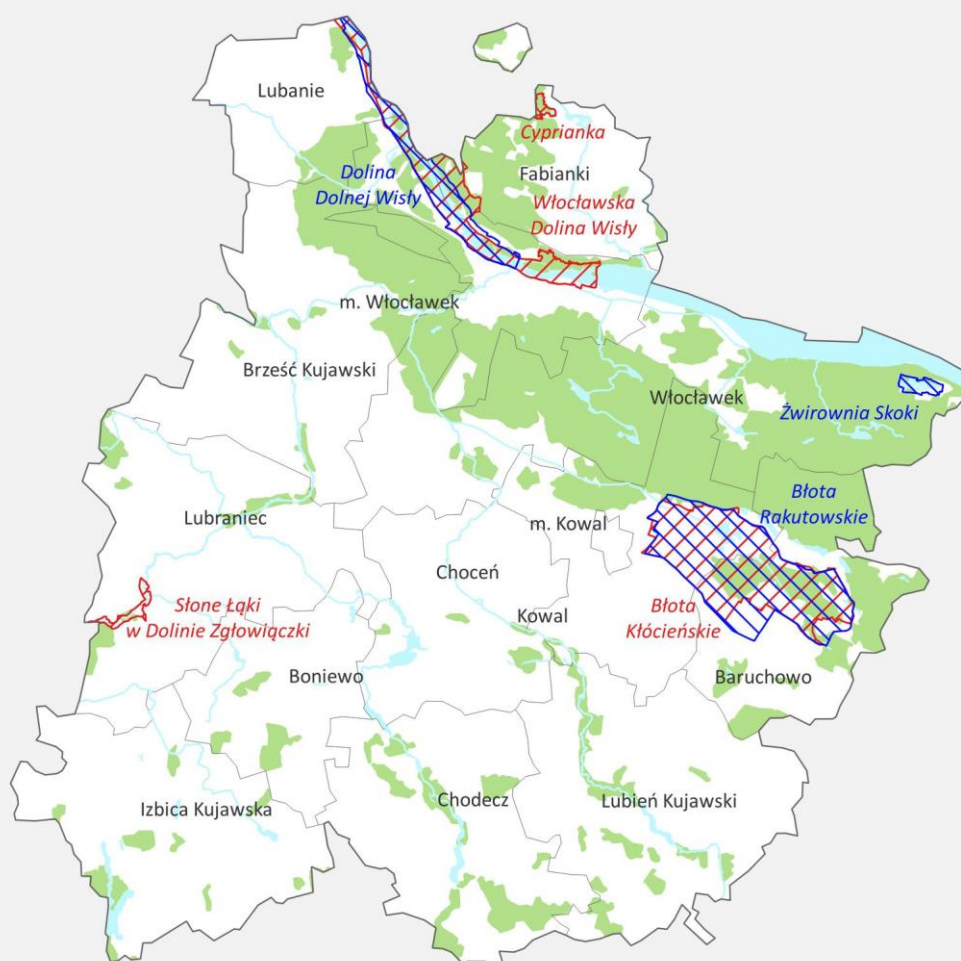 Lubanie
Cyprianka
Dolina
Dolnej Wisły
Fabianki
Włocławska
Dolina Wisły
m. Włocławek
Brześć Kujawski
Włocławek
Żwirownia Skoki
Błota
Rakutowskie
Lubraniec
m. Kowal
Choceń
Słone Łąki
w Dolinie Zgłowiączki
Kowal
Błota
Kłócieńskie
Boniewo
Baruchowo
Izbica Kujawska
Chodecz
Lubień Kujawski